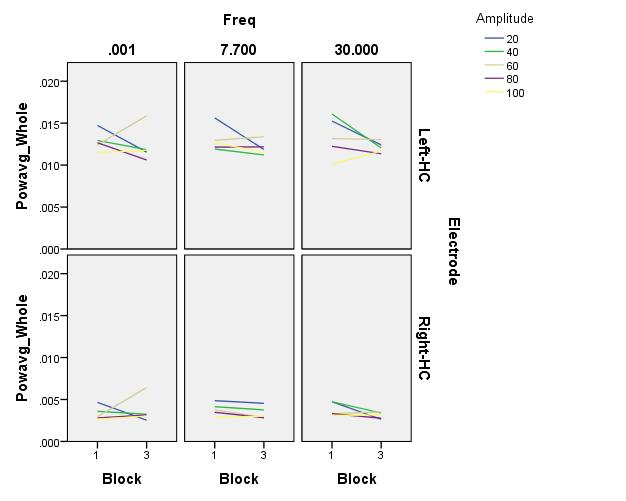 Freq
.001 7.700 30.000
Amplitude
20
40
60
80
100
Powavg_Whole
.020
.015
.010
.005
.000
Left-HC
Electrode
Powavg_Whole
.020
.015
.010
.005
.000
Right-HC
1 3 1 3 1 3
Block Block Block